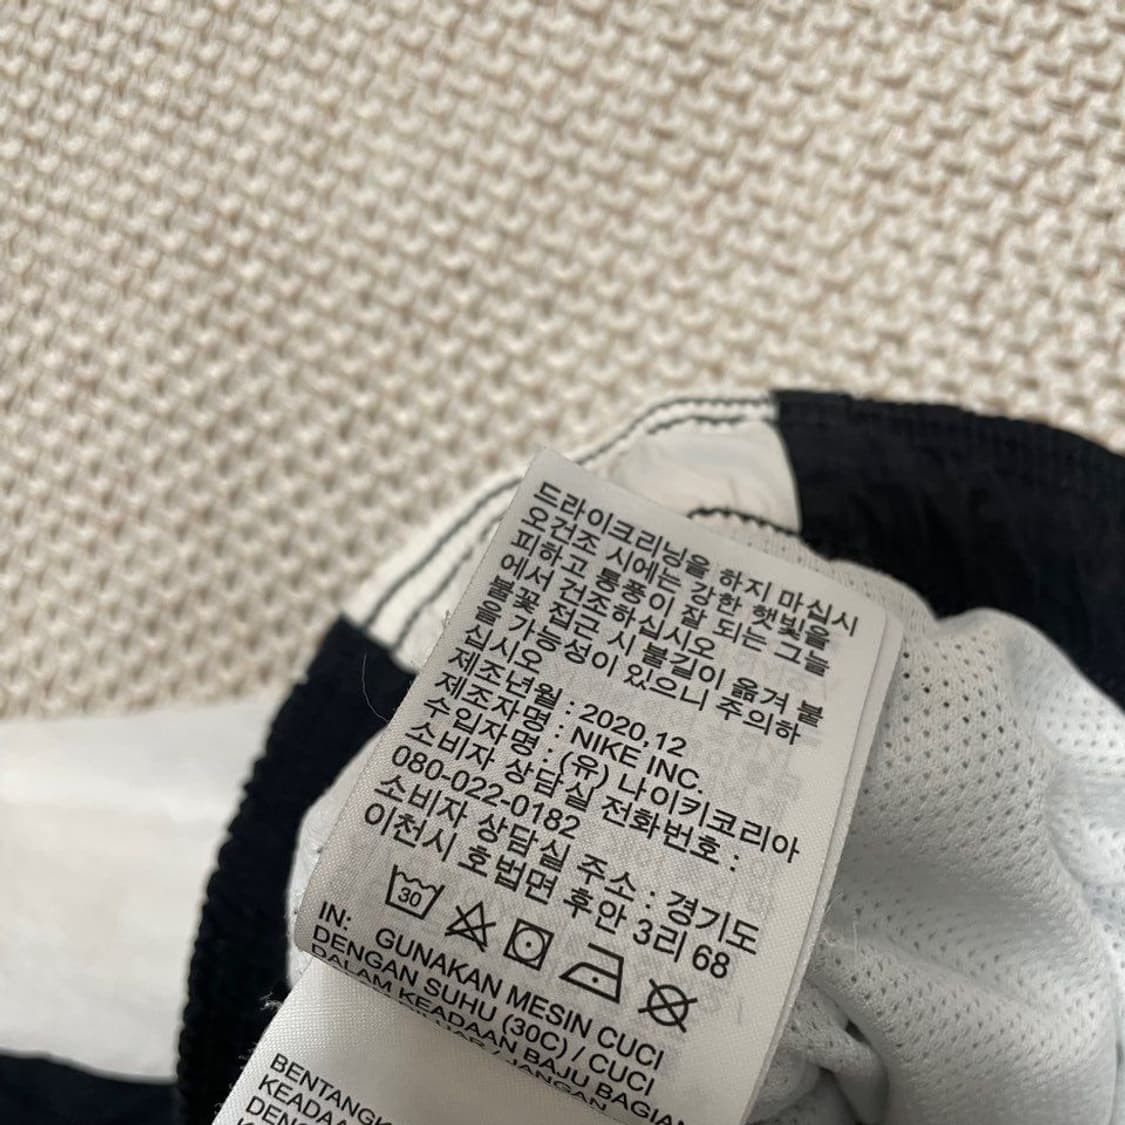 드라이크리닝을 하지 마십시
오건조 시에는 강한 햇빛을
피하고 통풍이 잘 되는 그늘
에서 건조하십시오
불꽃 접근 시 불길이 옮겨 붙
을 가능성이 있으니 주의하
십시오
제조년월 : 2020,12
제조자명 : NIKE INC.
수입자명 : (유) 나이키코리아
소비자 상담실 전화번호 :
080-022-0182
소비자 상담실 주소 : 경기도
이천시 호법면 후안 3리 68
30
IN: GUNAKAN MESIN CUCI
DENGAN SUHU (30C) / CUCI
DALAM KEADAAN BAJU BAGIAN
/ JANGAN
BENTANGK
KEADAA